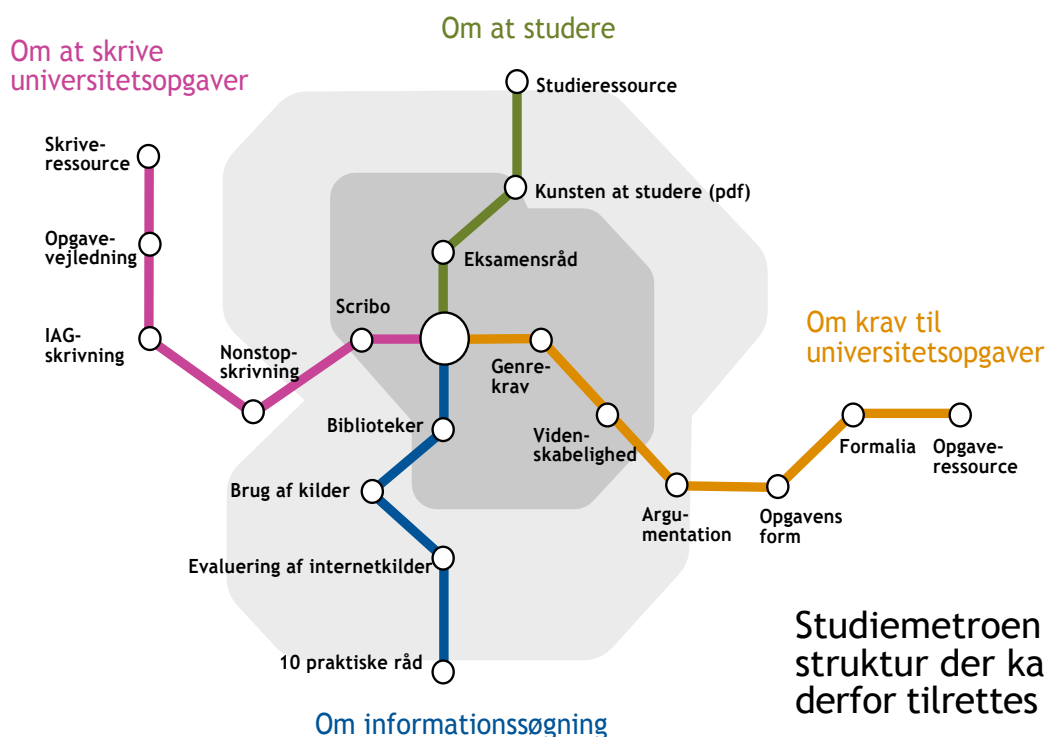 Om at studere
Om at skrive
universitetsopgaver
Studieressource
Skrive-
ressource
Kunsten at studere (pdf)
Opgave-
vejledning
Eksamensråd
Scribo
IAG-
skrivning
Nonstop-
skrivning
Genre-
krav
Om krav til
universitetsopgaver
Biblioteker
Viden-
skabelighed
Formalia
Opgave-
ressource
Brug af kilder
Argu-
mentation
Opgavens
form
Evaluering af internetkilder
10 praktiske råd
Studiemetroen
struktur der ka
derfor tilrettes
Om informationssøgning